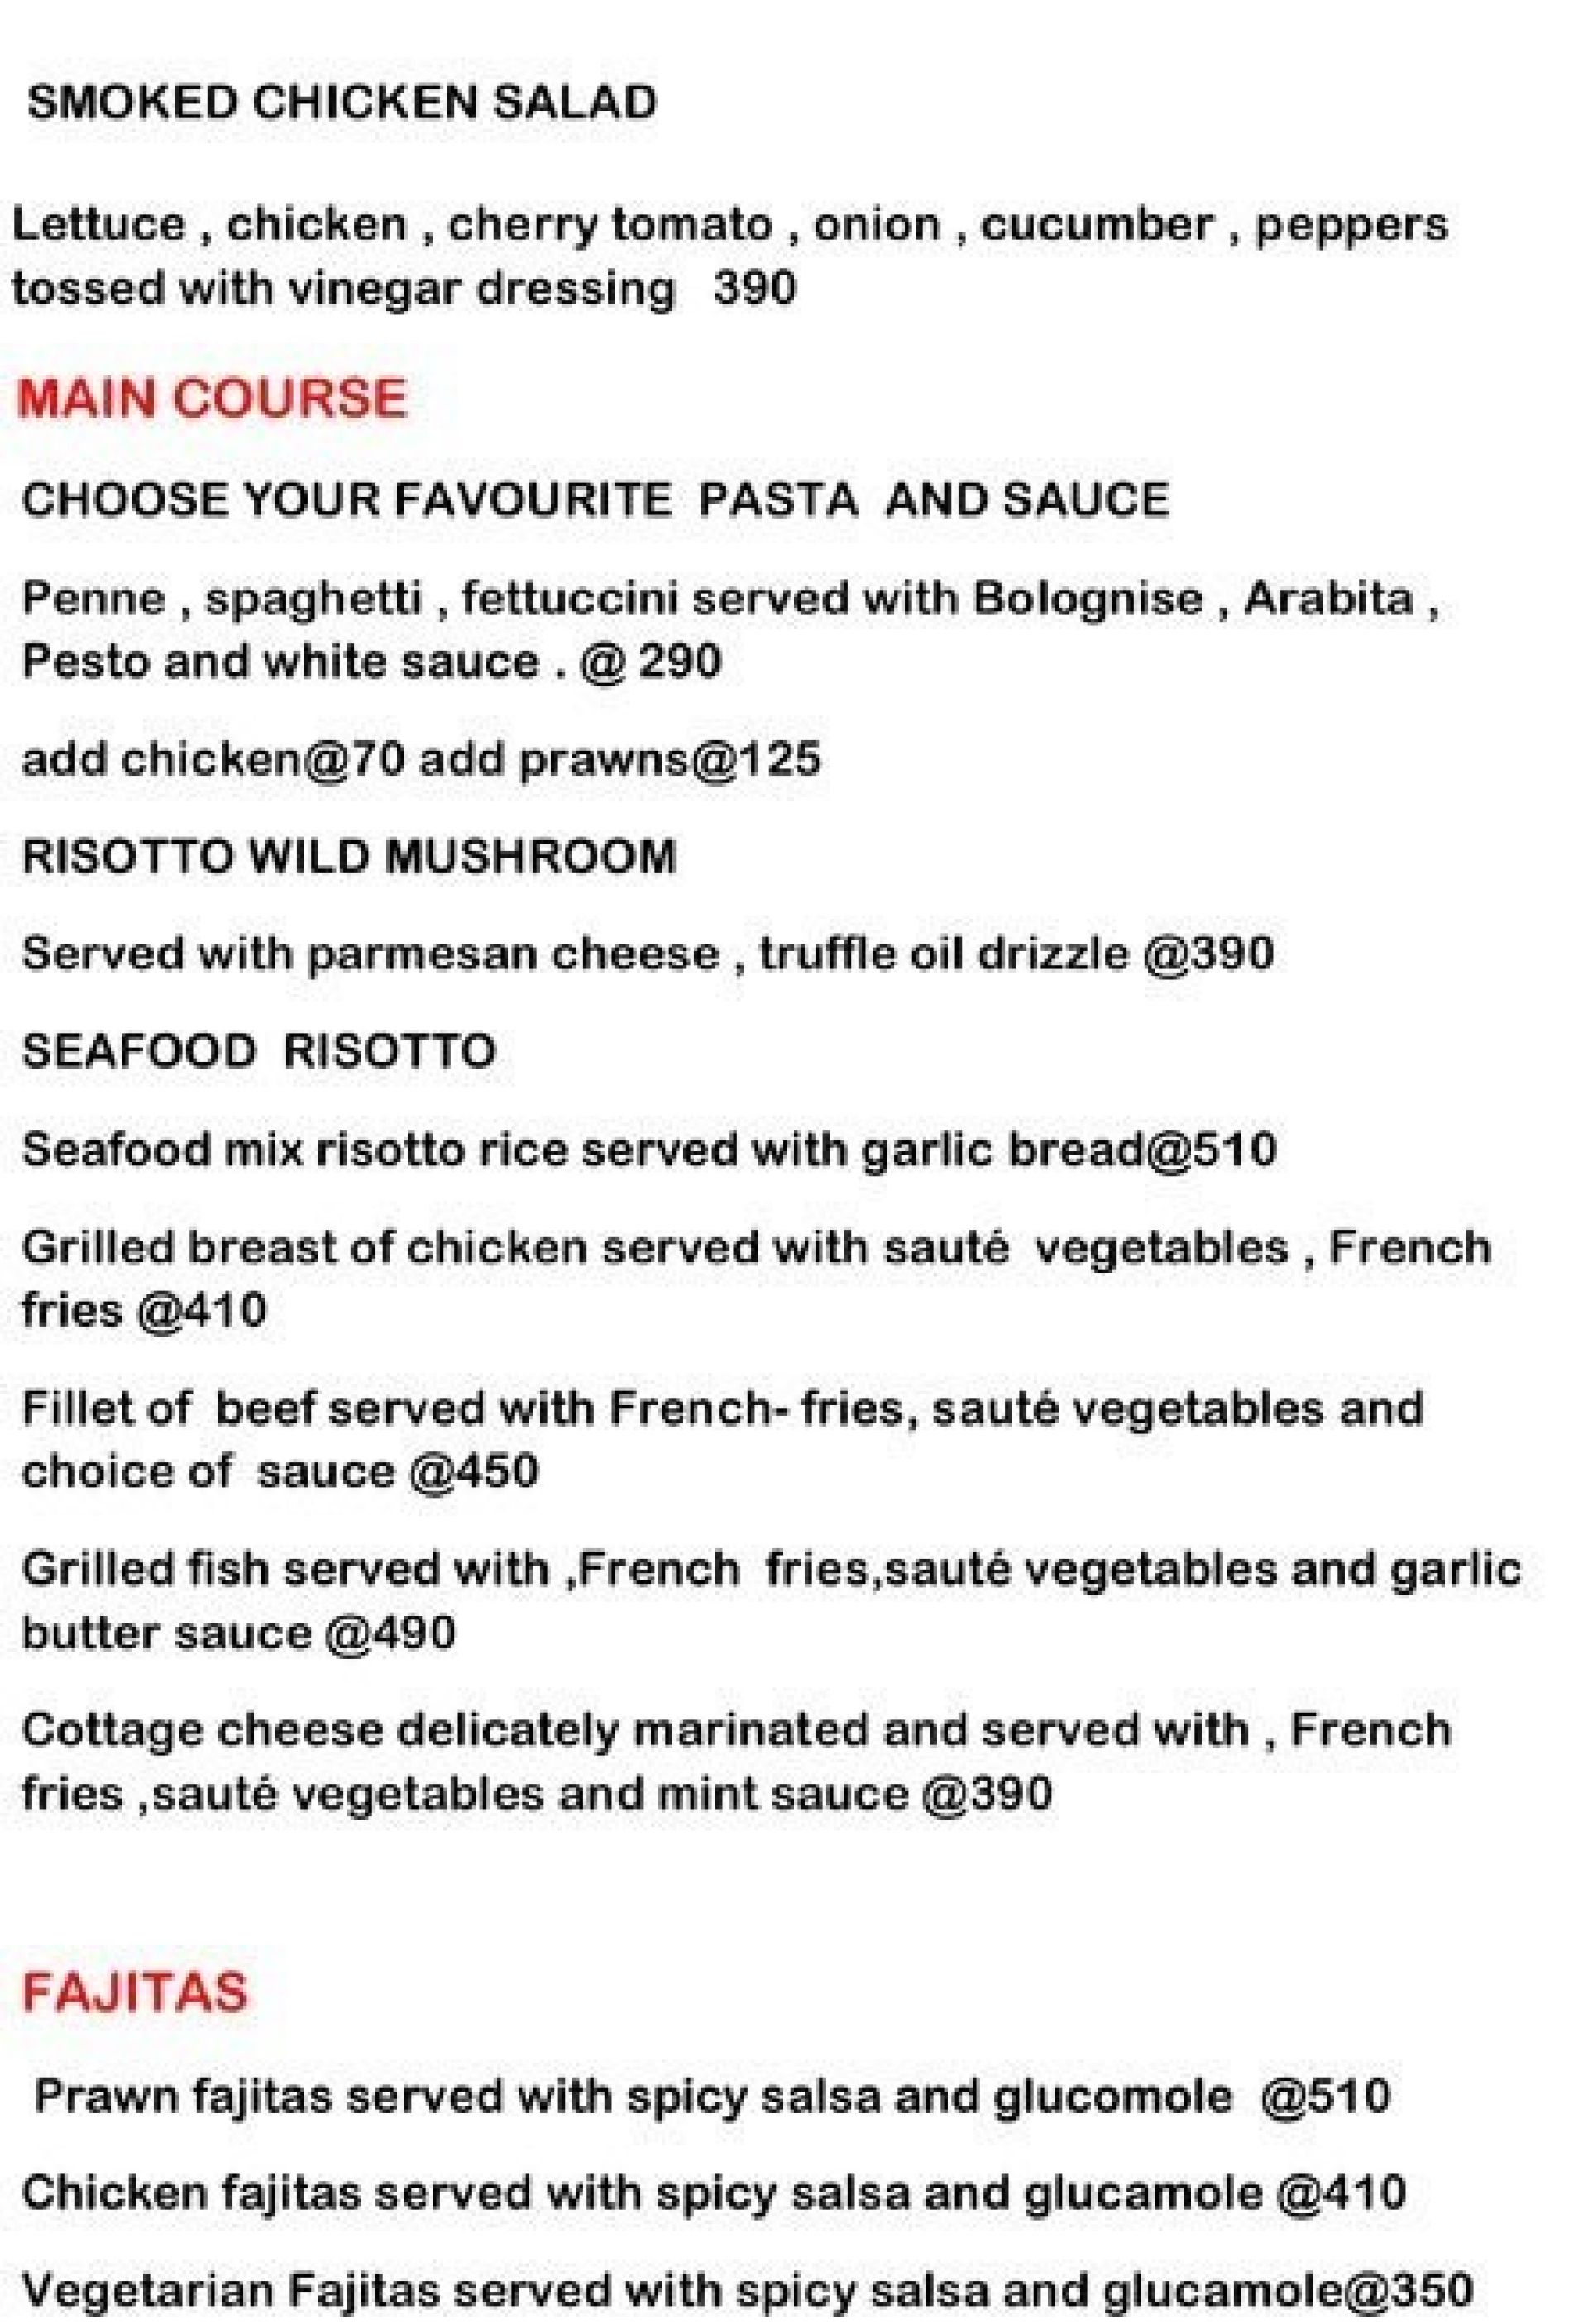 SMOKED CHICKEN SALAD
Lettuce , chicken , cherry tomato , onion , cucumber , peppers
tossed with vinegar dressing 390
MAIN COURSE
CHOOSE YOUR FAVOURITE PASTA AND SAUCE
Penne , spaghetti , fettuccini served with Bolognise , Arabita ,
Pesto and white sauce . @ 290
add chicken@70 add prawns@125
RISOTTO WILD MUSHROOM
Served with parmesan cheese , truffle oil drizzle @390
SEAFOOD RISOTTO
Seafood mix risotto rice served with garlic bread@510
Grilled breast of chicken served with sauté vegetables , French
fries @410
Fillet of beef served with French- fries, sauté vegetables and
choice of sauce @450
Grilled fish served with ,French fries,sauté vegetables and garlic
butter sauce @490
Cottage cheese delicately marinated and served with , French
fries ,sauté vegetables and mint sauce @390
FAJITAS
Prawn fajitas served with spicy salsa and glucomole @510
Chicken fajitas served with spicy salsa and glucamole @410
Vegetarian Fajitas served with spicy salsa and glucamole@350